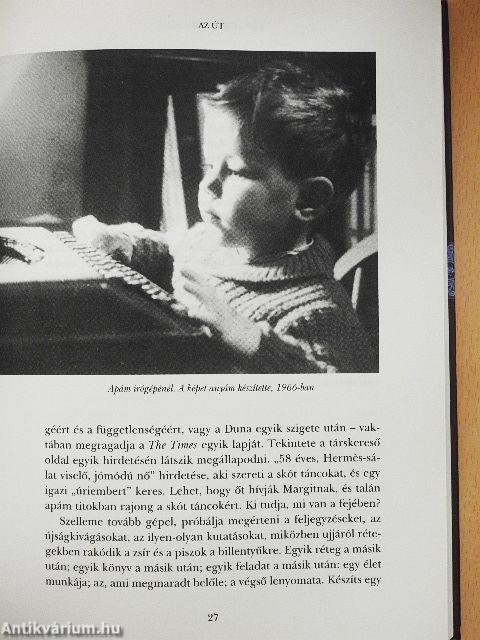 AZ ÚT
Apám írógépénél. A képet anyám készítette, 1966-ban
géért és a függetlenségéért, vagy a Duna egyik szigete után – vak-
tában megragadja a The Times egyik lapját. Tekintete a társkereső
oldal egyik hirdetésén látszik megállapodni. „58 éves, Hermès-sá-
lat viselő, jómódú nő” hirdetése, aki szereti a skót táncokat, és egy
igazi „úriembert” keres. Lehet, hogy őt hívják Margitnak, és talán
apám titokban rajong a skót táncokért. Ki tudja, mi van a fejében?
Szelleme tovább gépel, próbálja megérteni a feljegyzéseket, az
újságkivágásokat, az ilyen-olyan kutatásokat, miközben ujjáról réte-
gekben rakódik a zsír és a piszok a billentyűkre. Egyik réteg a másik
után; egyik könyv a másik után; egyik feladat a másik után: egy élet
munkája; az, ami megmaradt belőle; a végső lenyomata. Készíts egy
27
Antikvárium.hu